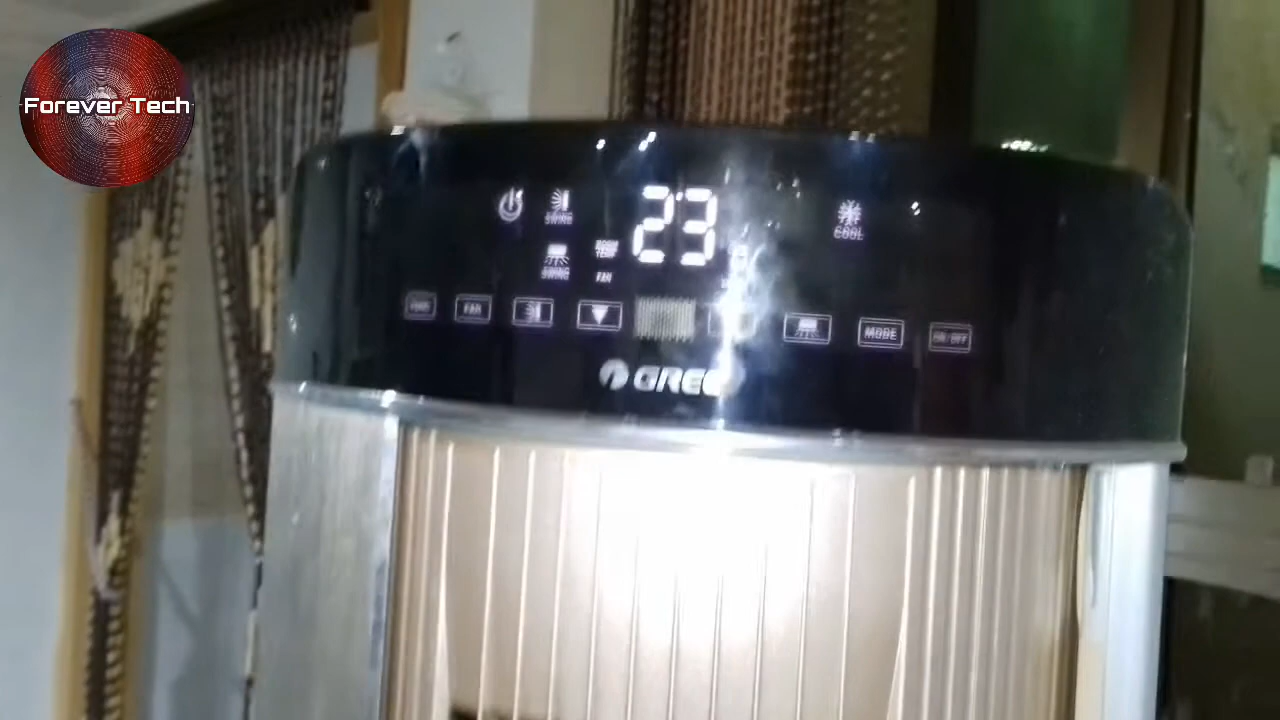 Forever Tech
SWING
23
COOL
SWING
ROOM
TEMP
FAN
FAN
MODE
ON/OFF
GREE